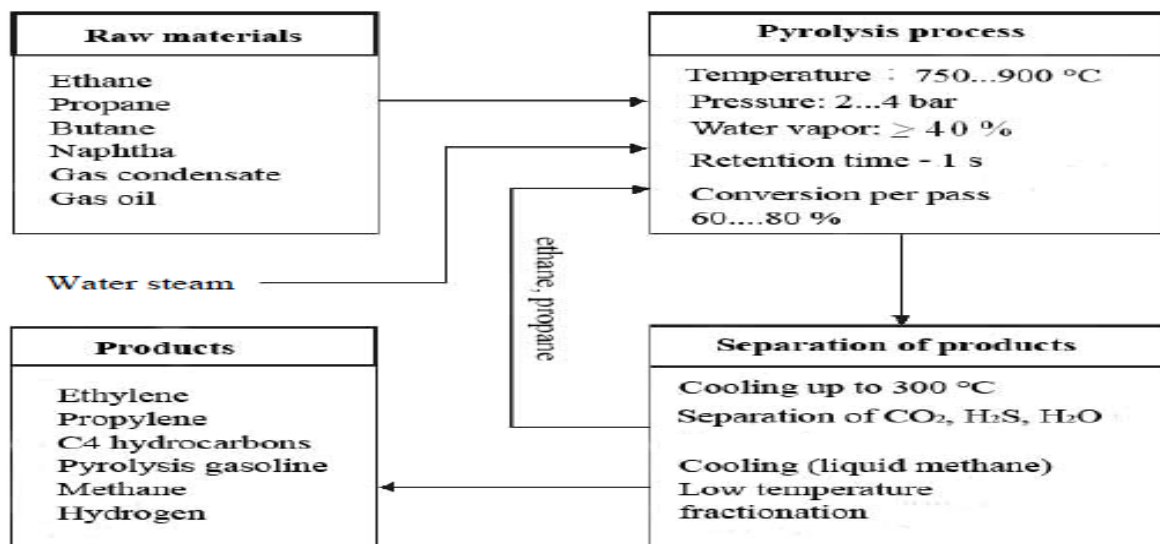 Raw materials
Ethane
Propane
Butane
Naphtha
Gas condensate
Gas oil
Water steam
Pyrolysis process
Temperature : 750...900 °C
Pressure: 2...4 bar
Water vapor: ≥ 40 %
Retention time - 1 s
Conversion per pass
60....80 %
ethane, propane
Separation of products
Cooling up to 300 °C
Separation of CO₂, H₂S, H₂O
Cooling (liquid methane)
Low temperature
fractionation
Products
Ethylene
Propylene
C4 hydrocarbons
Pyrolysis gasoline
Methane
Hydrogen